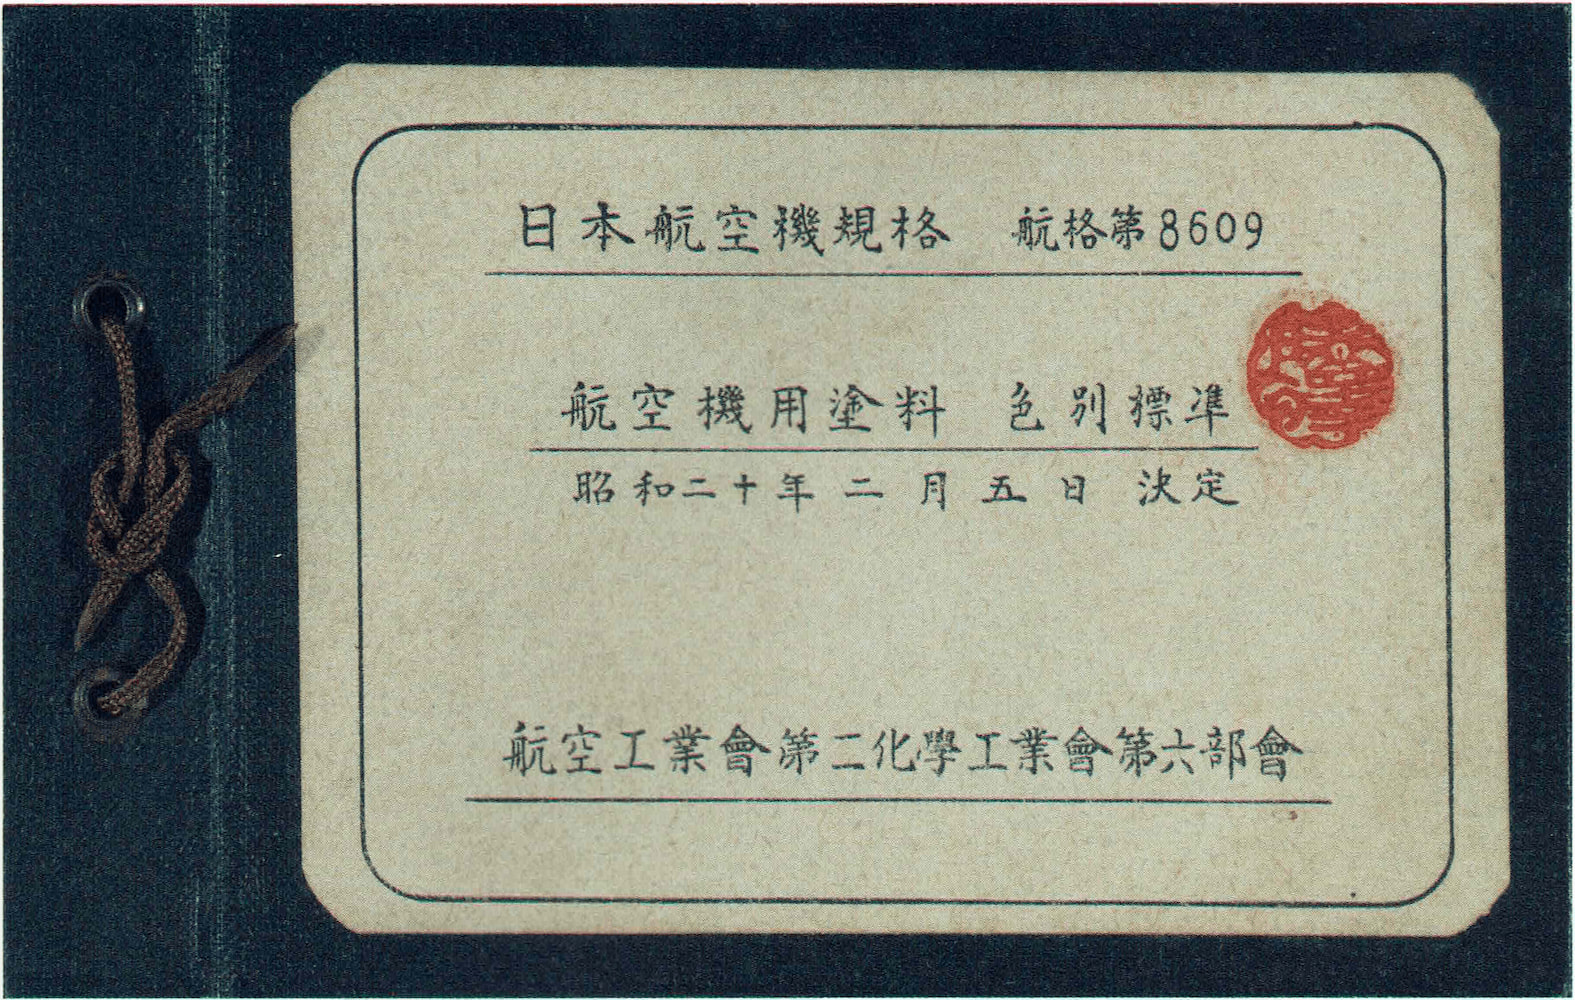 日本航空機規格 航格第8609
航空機用塗料 色別標準
昭和二十年二月五日 決定
航空工業會第二化學工業會第六部會